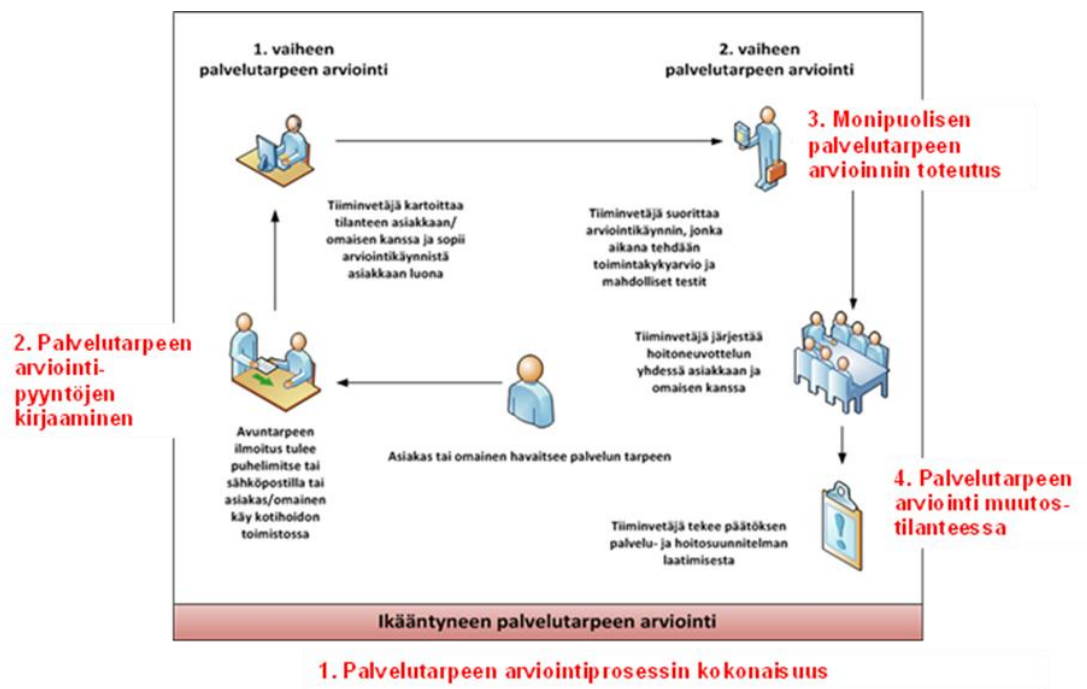 1. vaiheen
palvelutarpeen arviointi
2. vaiheen
palvelutarpeen arviointi
3. Monipuolisen
palvelutarpeen
arvioinnin toteutus
Tiiminvetäjä kartoittaa
tilanteen asiakkaan/
omaisen kanssa ja sopii
arviointikäynnistä
asiakkaan luona
Tiiminvetäjä suorittaa
arviointikäynnin, jonka
aikana tehdään
toimintakykyarvio ja
mahdolliset testit
2. Palvelutarpeen
arviointi-
pyyntöjen
kirjaaminen
Tiiminvetäjä järjestää
hoitoneuvottelun
yhdessä asiakkaan ja
omaisen kanssa
Avuntarpeen
ilmoitus tulee
puhelimitse tai
sähköpostilla tai
asiakas/omainen
käy kotihoidon
toimistossa
Asiakas tai omainen havaitsee palvelun tarpeen
4. Palvelutarpeen
arviointi muutos-
tilanteessa
Tiiminvetäjä tekee päätöksen
palvelu- ja hoitosuunnitelman
laatimisesta
Ikääntyneen palvelutarpeen arviointi
1. Palvelutarpeen arviointiprosessin kokonaisuus